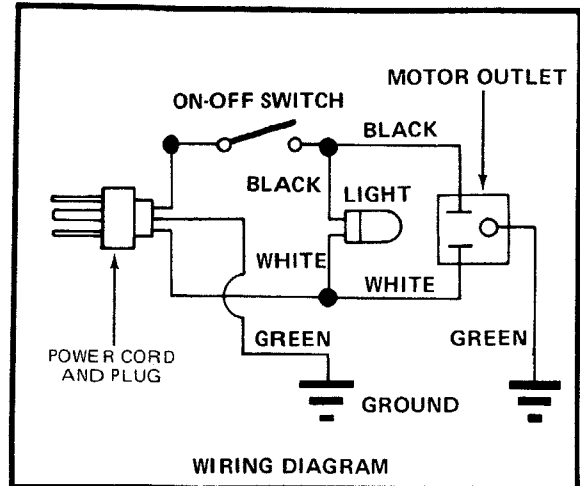 MOTOR OUTLET
ON-OFF SWITCH
BLACK
BLACK
LIGHT
WHITE
WHITE
GREEN
GREEN
POWER CORD
AND PLUG
GROUND
WIRING DIAGRAM